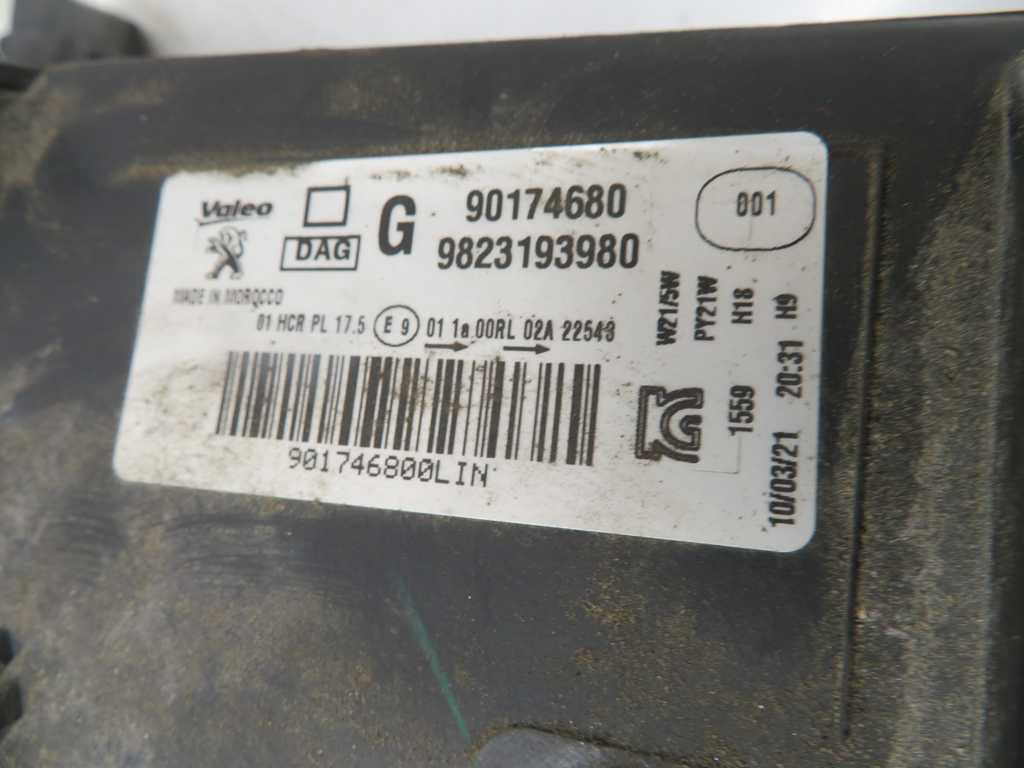 Valeo
DAG
G
90174680
9823193980
001
MADE IN MOROCCO
01 HCR PL 17.5 E 9 01 1a 00RL 02A 22543
901746800LIN
W21/5W
PY21W
H18
H9
1559
10/03/21 20:31